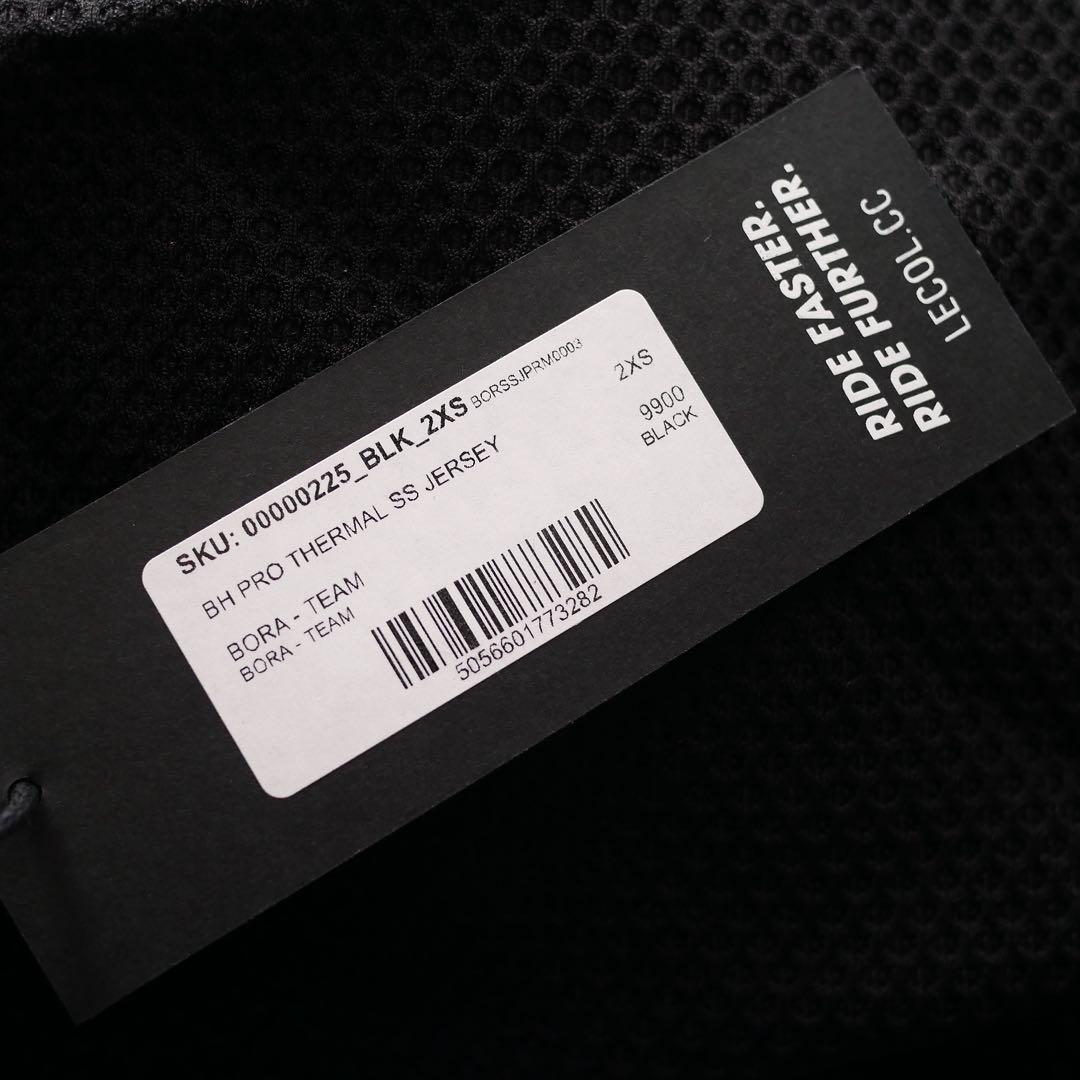 SKU: 00000225_BLK_2XS BORSSJPRM0003
BH PRO THERMAL SS JERSEY
2XS
9900
BLACK
BORA - TEAM
BORA - TEAM
5056601773282
RIDE FASTER.
RIDE FURTHER.
LECOL.CC